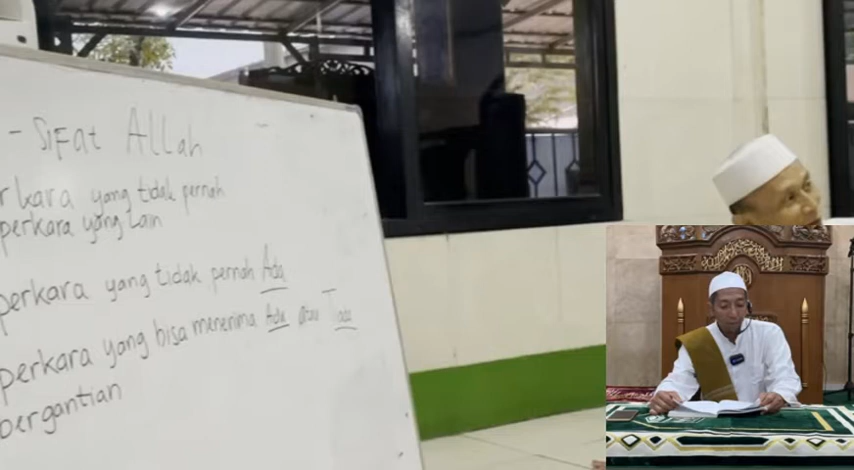 - Sifat Allah
rkara yang tidak pernah
perkara yang Lain
perkara yang tidak pernah Ada
perkara yang bisa menerima Ada atau Tada
bergantian